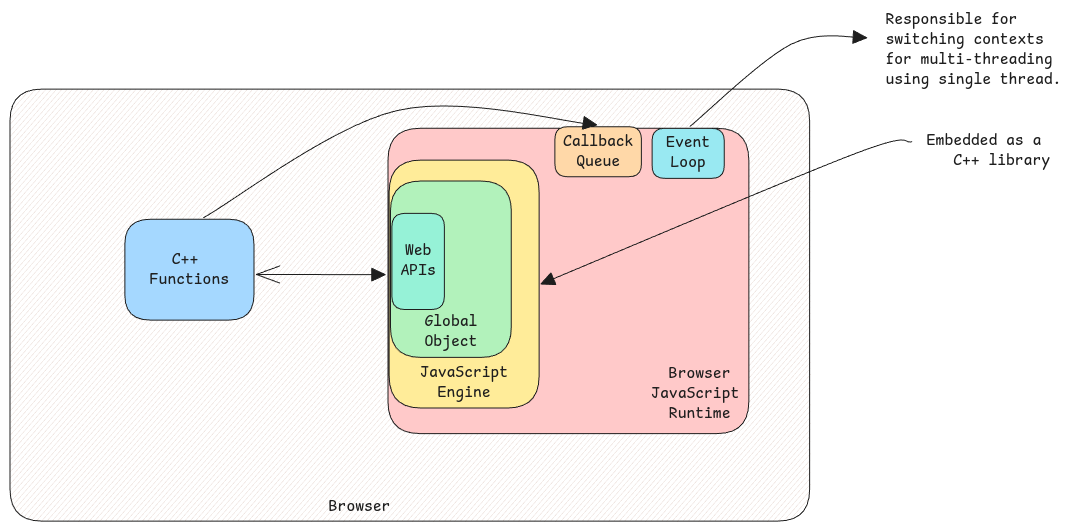 Responsible for
switching contexts
for multi-threading
using single thread.
Callback
Queue
Event
Loop
Embedded as a
C++ library
C++
Functions
Web
APIs
Global
Object
JavaScript
Engine
Browser
JavaScript
Runtime
Browser